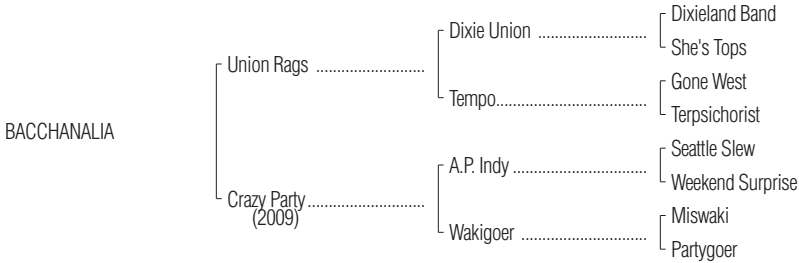 Dixieland Band
Dixie Union ..........................
She's Tops
Union Rags ..........................
Gone West
Tempo....................................
Terpsichorist
BACCHANALIA
Seattle Slew
A.P. Indy ................................
Weekend Surprise
Crazy Party ............................
(2009)
Miswaki
Wakigoer ..............................
Partygoer